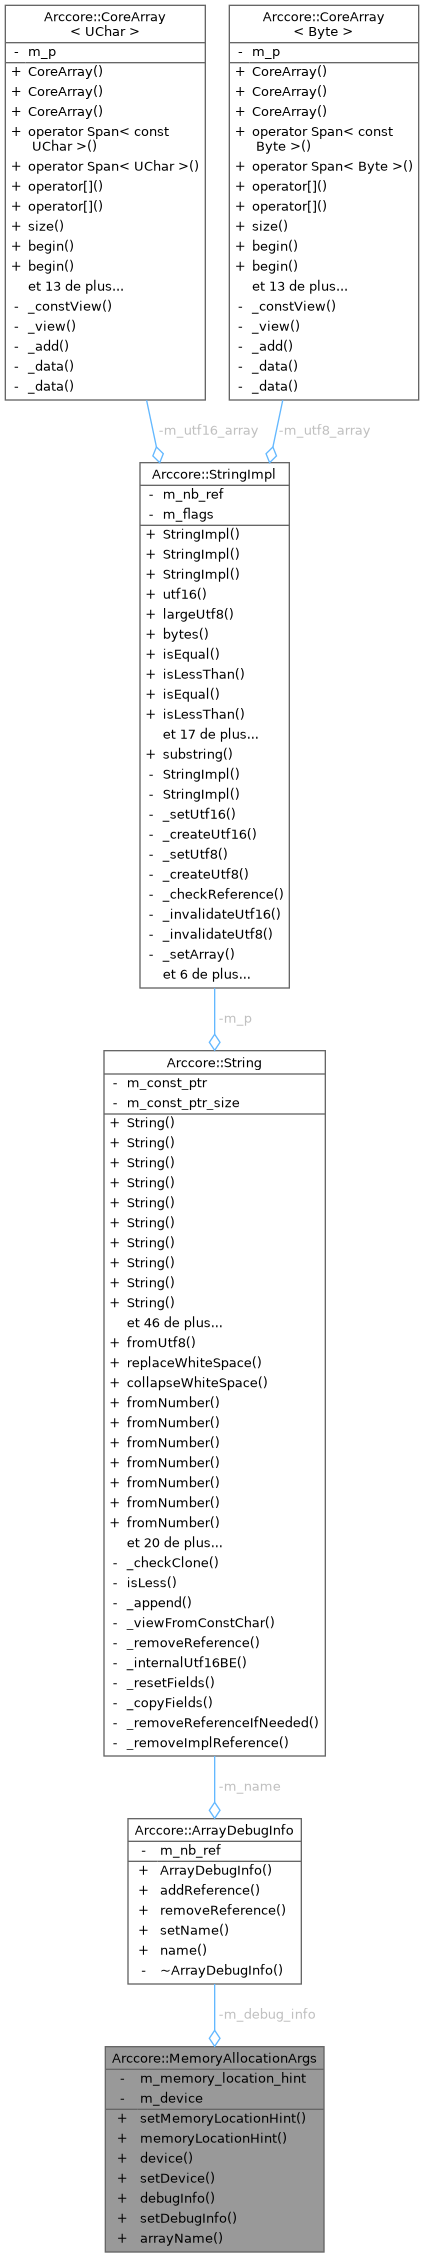 Arccore::CoreArray
< UChar >
- m_p
+ CoreArray()
+ CoreArray()
+ CoreArray()
+ operator Span< const
UChar >()
+ operator Span< UChar >()
+ operator[]()
+ operator[]()
+ size()
+ begin()
+ begin()
et 13 de plus...
- _constView()
- _view()
- _add()
- _data()
- _data()
Arccore::CoreArray
< Byte >
- m_p
+ CoreArray()
+ CoreArray()
+ CoreArray()
+ operator Span< const
Byte >()
+ operator Span< Byte >()
+ operator[]()
+ operator[]()
+ size()
+ begin()
+ begin()
et 13 de plus...
- _constView()
- _view()
- _add()
- _data()
- _data()
-m_utf16_array
-m_utf8_array
Arccore::StringImpl
- m_nb_ref
- m_flags
+ StringImpl()
+ StringImpl()
+ StringImpl()
+ utf16()
+ largeUtf8()
+ bytes()
+ isEqual()
+ isLessThan()
+ isEqual()
+ isLessThan()
et 17 de plus...
+ substring()
- StringImpl()
- StringImpl()
- _setUtf16()
- _createUtf16()
- _setUtf8()
- _createUtf8()
- _checkReference()
- _invalidateUtf16()
- _invalidateUtf8()
- _setArray()
et 6 de plus...
-m_p
Arccore::String
- m_const_ptr
- m_const_ptr_size
+ String()
+ String()
+ String()
+ String()
+ String()
+ String()
+ String()
+ String()
+ String()
+ String()
et 46 de plus...
+ fromUtf8()
+ replaceWhiteSpace()
+ collapseWhiteSpace()
+ fromNumber()
+ fromNumber()
+ fromNumber()
+ fromNumber()
+ fromNumber()
+ fromNumber()
+ fromNumber()
et 20 de plus...
- _checkClone()
- isLess()
- _append()
- _viewFromConstChar()
- _removeReference()
- _internalUtf16BE()
- _resetFields()
- _copyFields()
- _removeReferenceIfNeeded()
- _removeImplReference()
-m_name
Arccore::ArrayDebugInfo
- m_nb_ref
+ ArrayDebugInfo()
+ addReference()
+ removeReference()
+ setName()
+ name()
- ~ArrayDebugInfo()
-m_debug_info
Arccore::MemoryAllocationArgs
- m_memory_location_hint
- m_device
+ setMemoryLocationHint()
+ memoryLocationHint()
+ device()
+ setDevice()
+ debugInfo()
+ setDebugInfo()
+ arrayName()